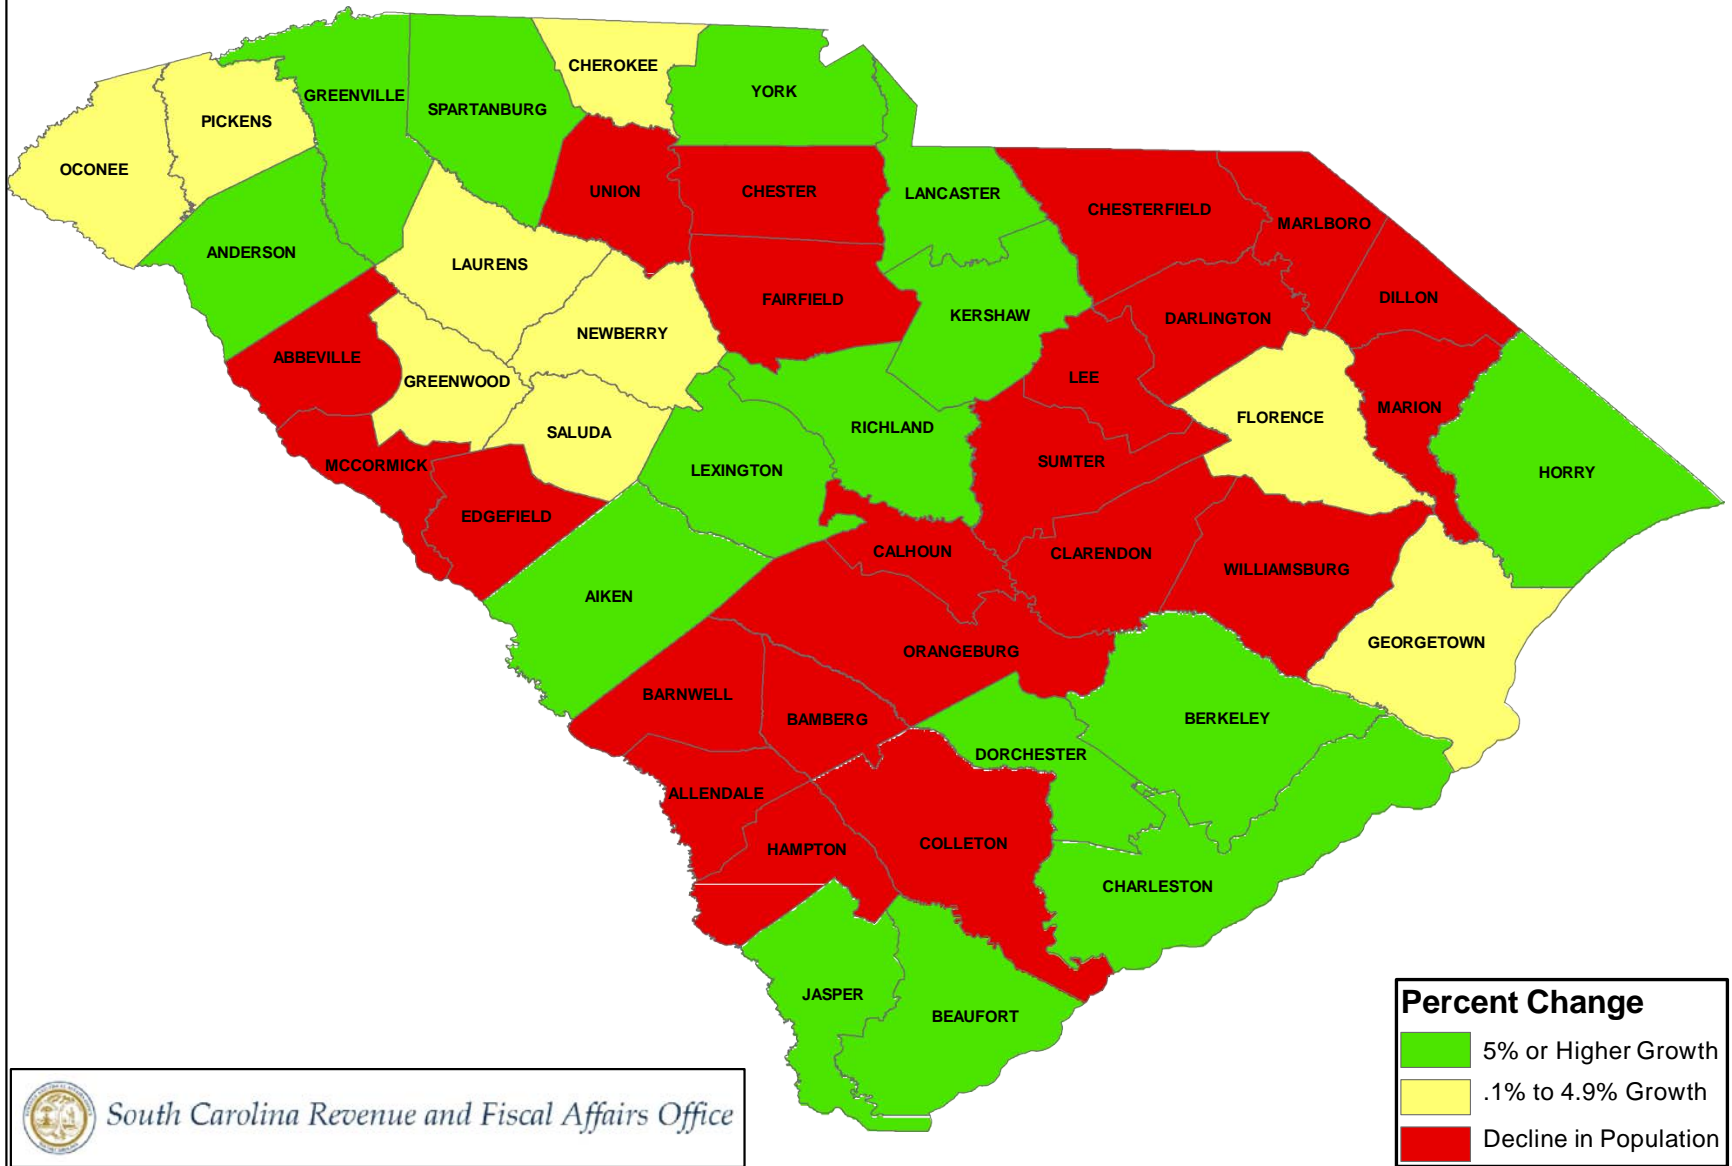 CHEROKEE
YORK
GREENVILLE
SPARTANBURG
PICKENS
OCONEE
UNION
CHESTER
LANCASTER
CHESTERFIELD
MARLBORO
ANDERSON
LAURENS
FAIRFIELD
DILLON
KERSHAW
DARLINGTON
NEWBERRY
ABBEVILLE
GREENWOOD
LEE
MARION
FLORENCE
SALUDA
RICHLAND
MCCORMICK
LEXINGTON
SUMTER
HORRY
EDGEFIELD
CALHOUN
CLARENDON
WILLIAMSBURG
AIKEN
GEORGETOWN
ORANGEBURG
BARNWELL
BAMBERG
BERKELEY
DORCHESTER
ALLENDALE
HAMPTON
COLLETON
CHARLESTON
JASPER
BEAUFORT
Percent Change
5% or Higher Growth
.1% to 4.9% Growth
Decline in Population
South Carolina Revenue and Fiscal Affairs Office